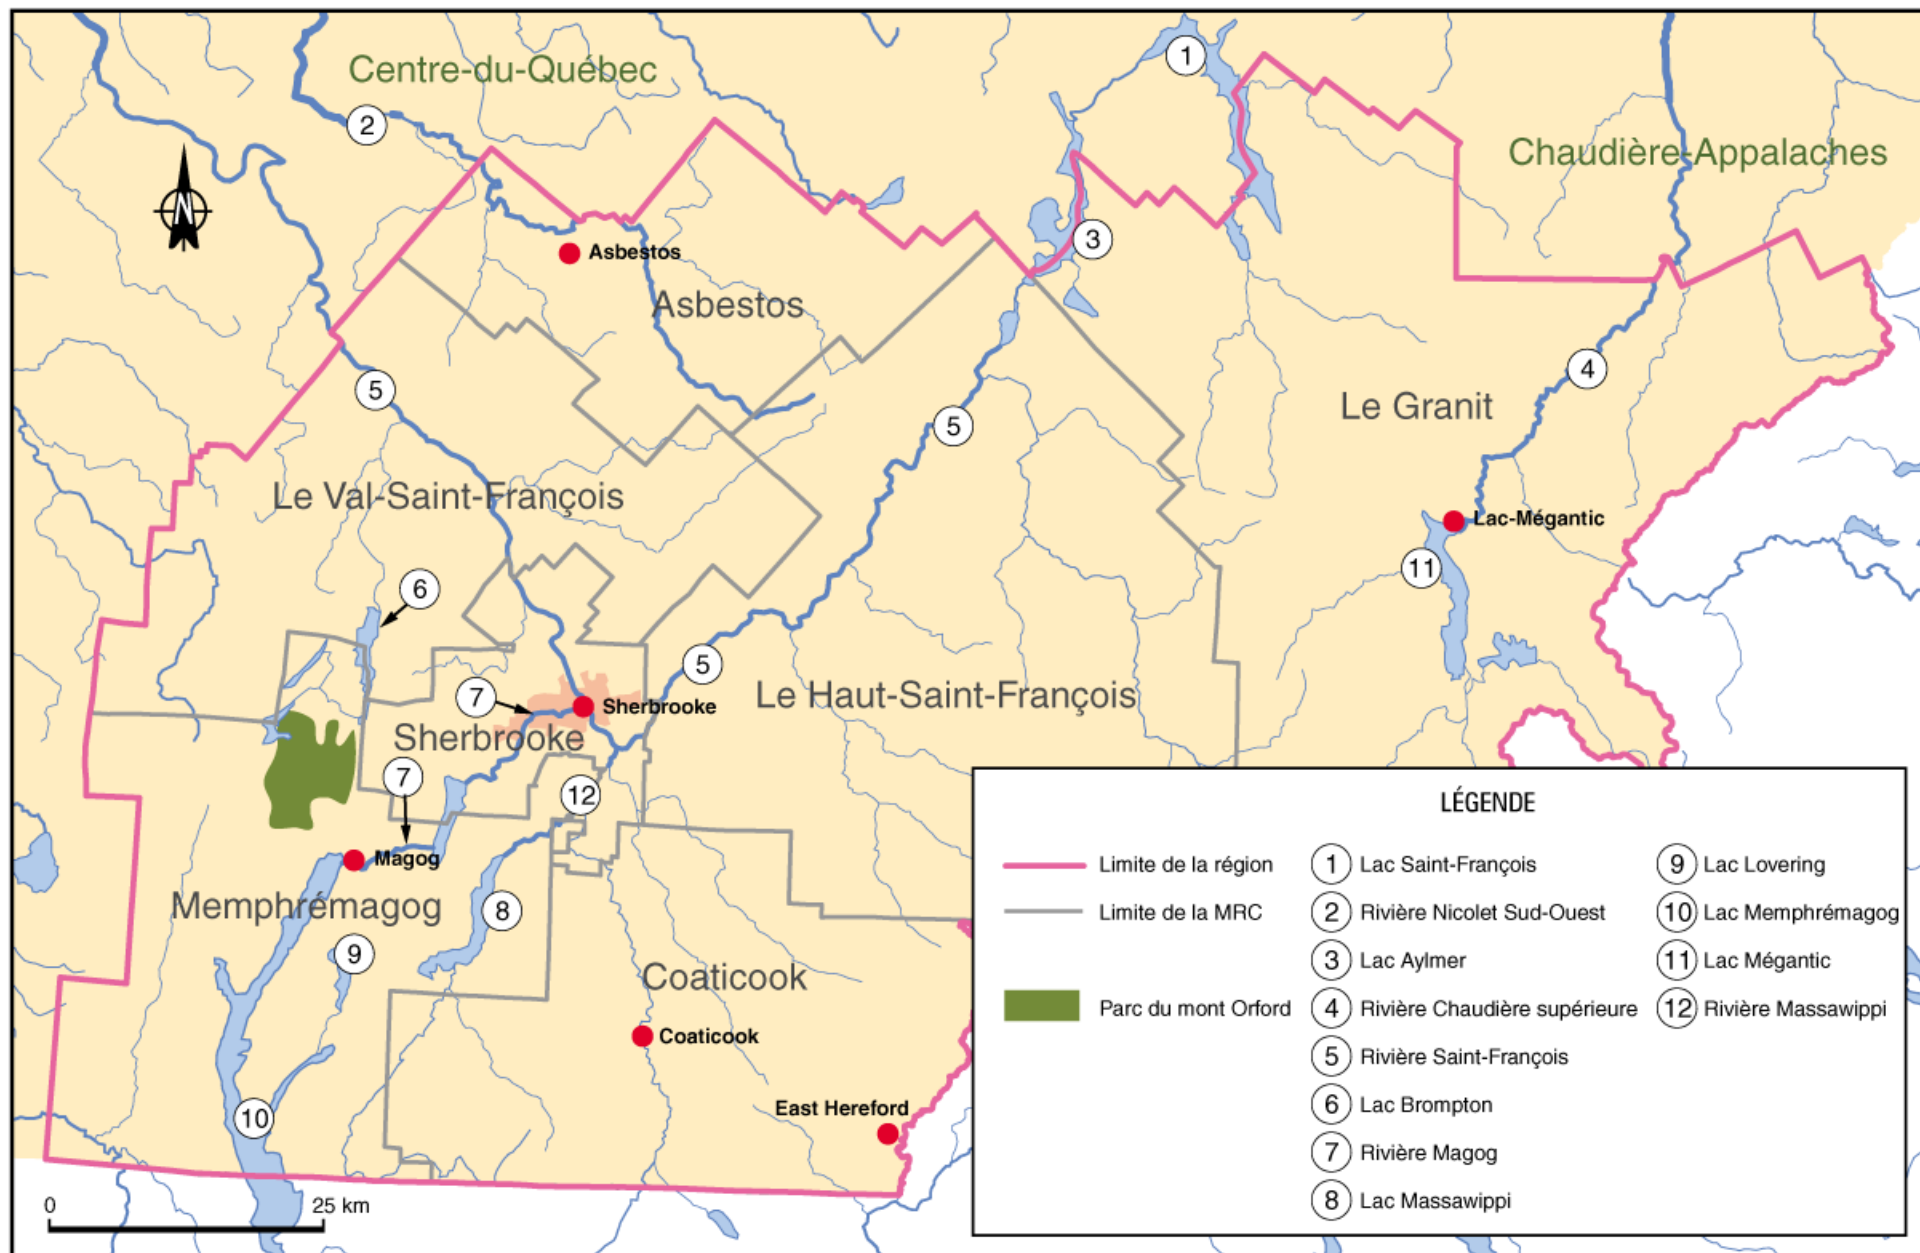 Centre-du-Québec
1
2
Chaudière-Appalaches
N
3
Asbestos
Asbestos
4
5
Le Granit
5
Le Val-Saint-François
Lac-Mégantic
11
6
5
7
Sherbrooke
Le Haut-Saint-François
Sherbrooke
7
12
Magog
Memphrémagog
8
9
Coaticook
Coaticook
10
East Hereford
0
25 km
LÉGENDE
Limite de la région
Limite de la MRC
Parc du mont Orford
1 Lac Saint-François
2 Rivière Nicolet Sud-Ouest
3 Lac Aylmer
4 Rivière Chaudière supérieure
5 Rivière Saint-François
6 Lac Brompton
7 Rivière Magog
8 Lac Massawippi
9 Lac Lovering
10 Lac Memphrémagog
11 Lac Mégantic
12 Rivière Massawippi